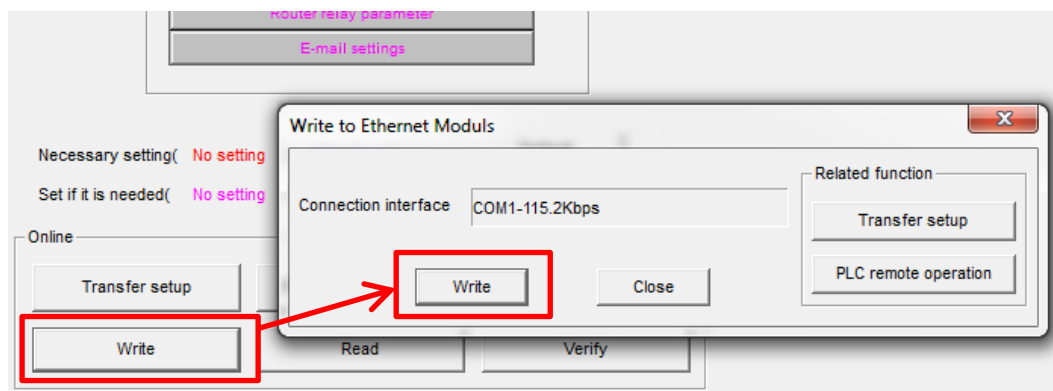 Router relay parameter
E-mail settings
Write to Ethernet Moduls
Necessary setting( No setting
Set if it is needed( No setting
Connection interface COM1-115.2Kbps
Related function
Transfer setup
PLC remote operation
Write Close
Online
Transfer setup
Write Read Verify